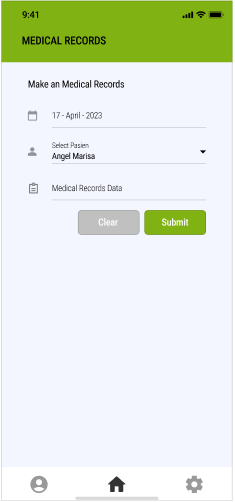 9:41
MEDICAL RECORDS
Make an Medical Records
17 - April - 2023
Select Pasien
Angel Marisa
Medical Records Data
Clear Submit